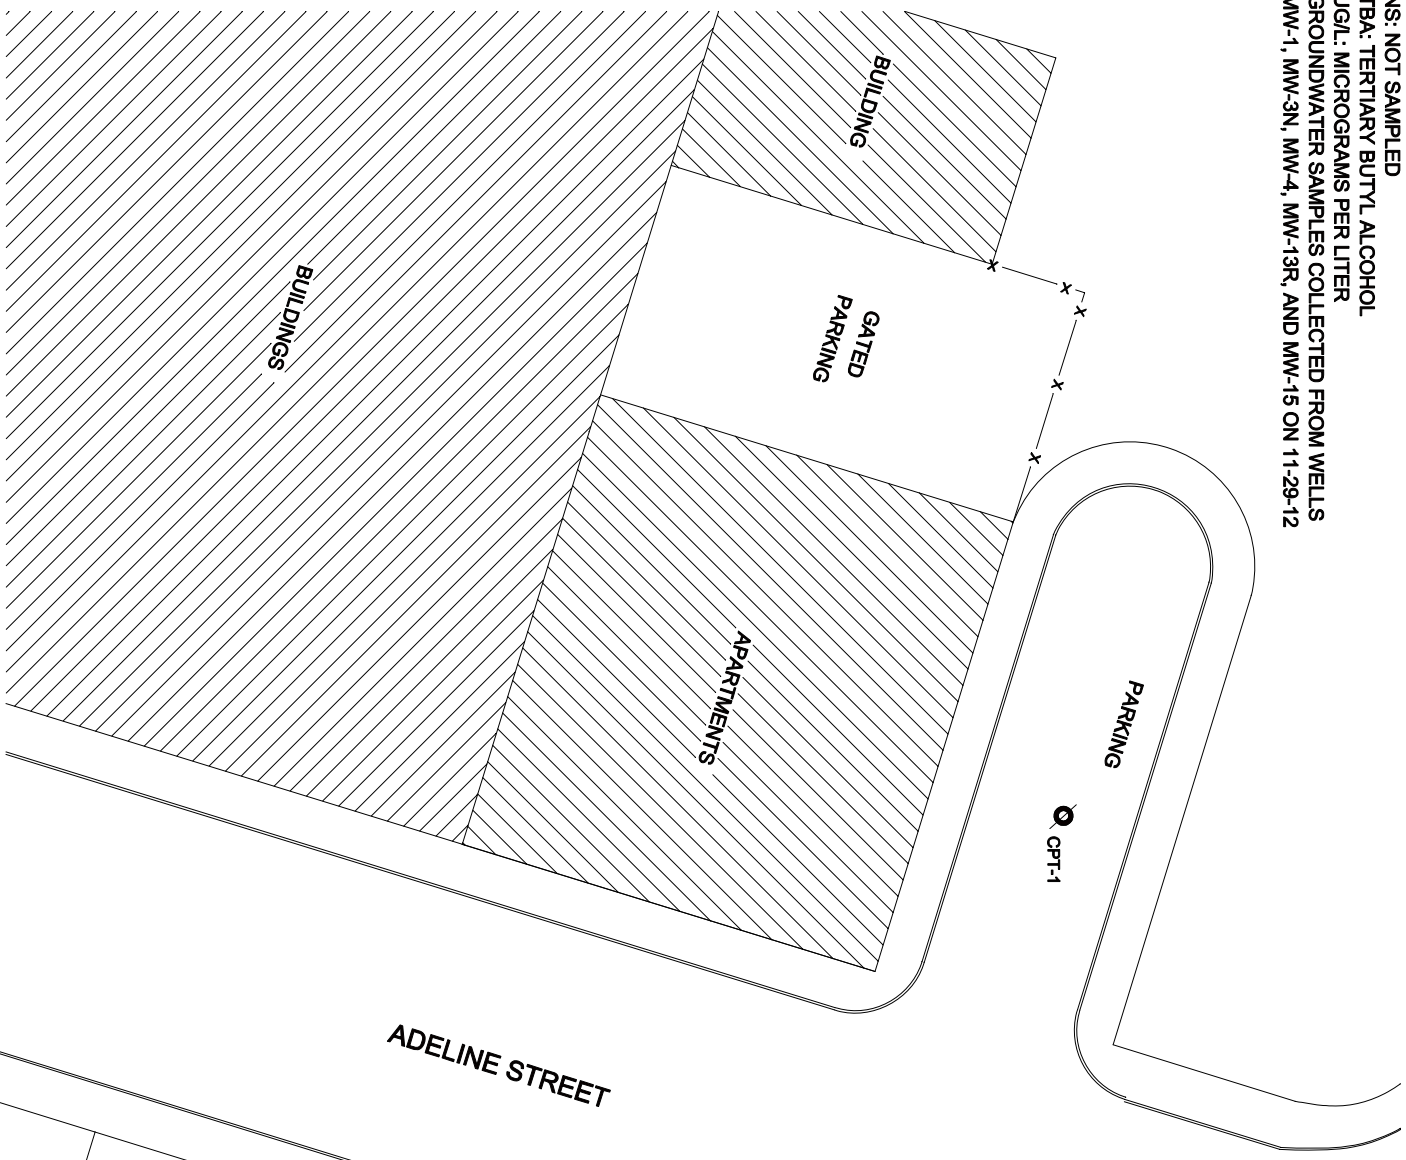 NS: NOT SAMPLED
TBA: TERTIARY BUTYL ALCOHOL
UG/L: MICROGRAMS PER LITER
GROUNDWATER SAMPLES COLLECTED FROM WELLS
MW-1, MW-3N, MW-4, MW-13R, AND MW-15 ON 11-29-12
BUILDING
GATED
PARKING
BUILDINGS
APARTMENTS
PARKING
CPT-1
ADELINE STREET